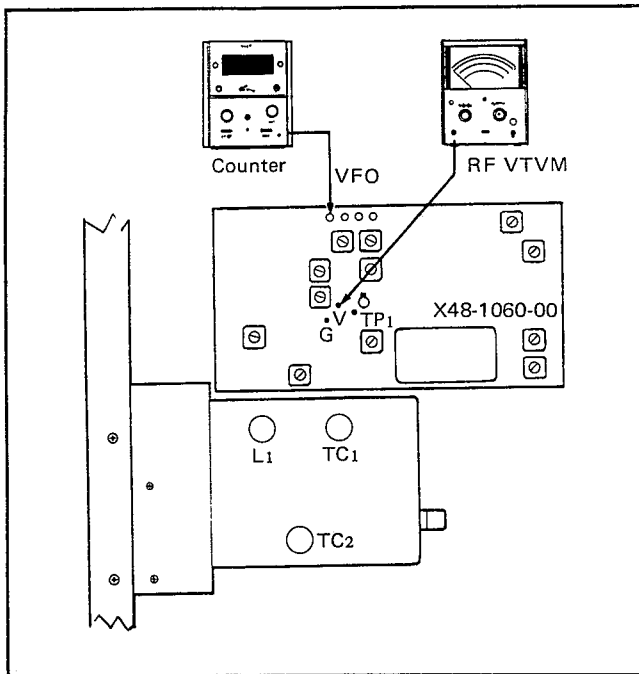 Counter
RF VTVM
VFO
X48-1060-00
V
TP1
G
L1
TC1
TC2